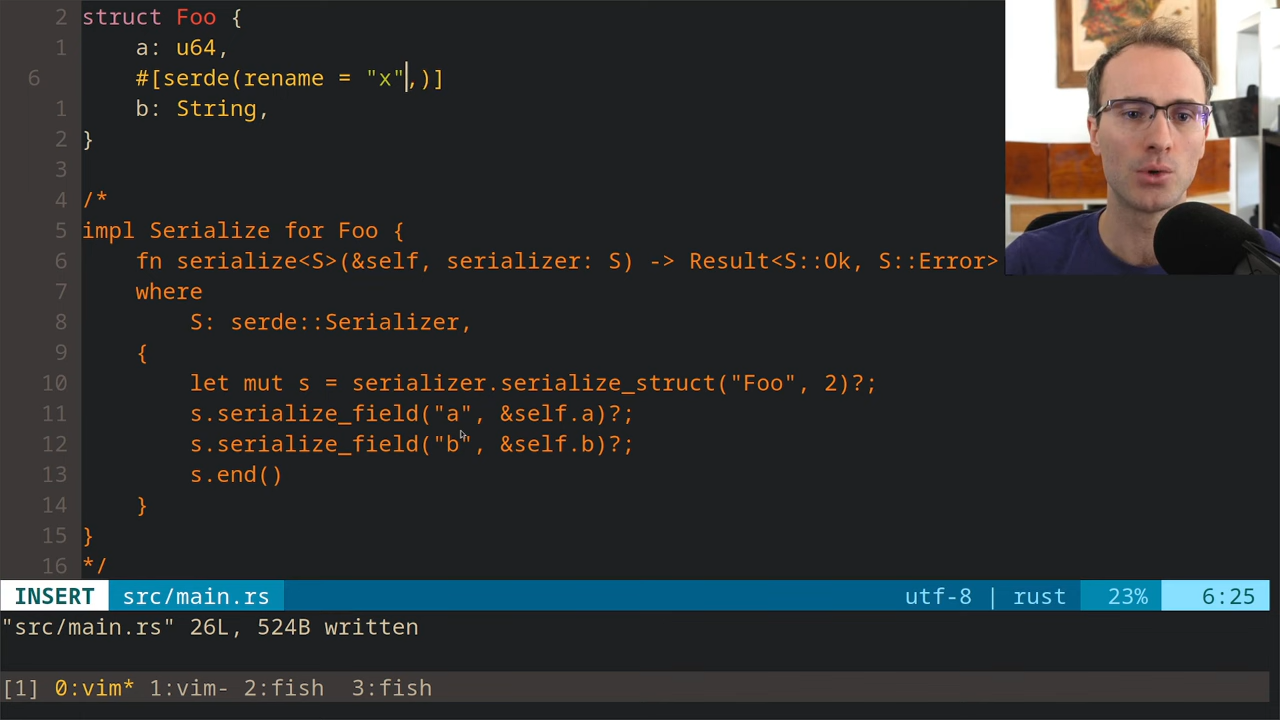 2 struct Foo {
1 a: u64,
6 #[serde(rename = "x",)]
1 b: String,
2 }
3
4 /*
5 impl Serialize for Foo {
6 fn serialize<S>(&self, serializer: S) -> Result<S::Ok, S::Error>
7 where
8 S: serde::Serializer,
9 {
10 let mut s = serializer.serialize_struct("Foo", 2)?;
11 s.serialize_field("a", &self.a)?;
12 s.serialize_field("b", &self.b)?;
13 s.end()
14 }
15 }
16 */
INSERT src/main.rs utf-8 | rust 23% 6:25
"src/main.rs" 26L, 524B written
[1] 0:vim* 1:vim- 2:fish 3:fish